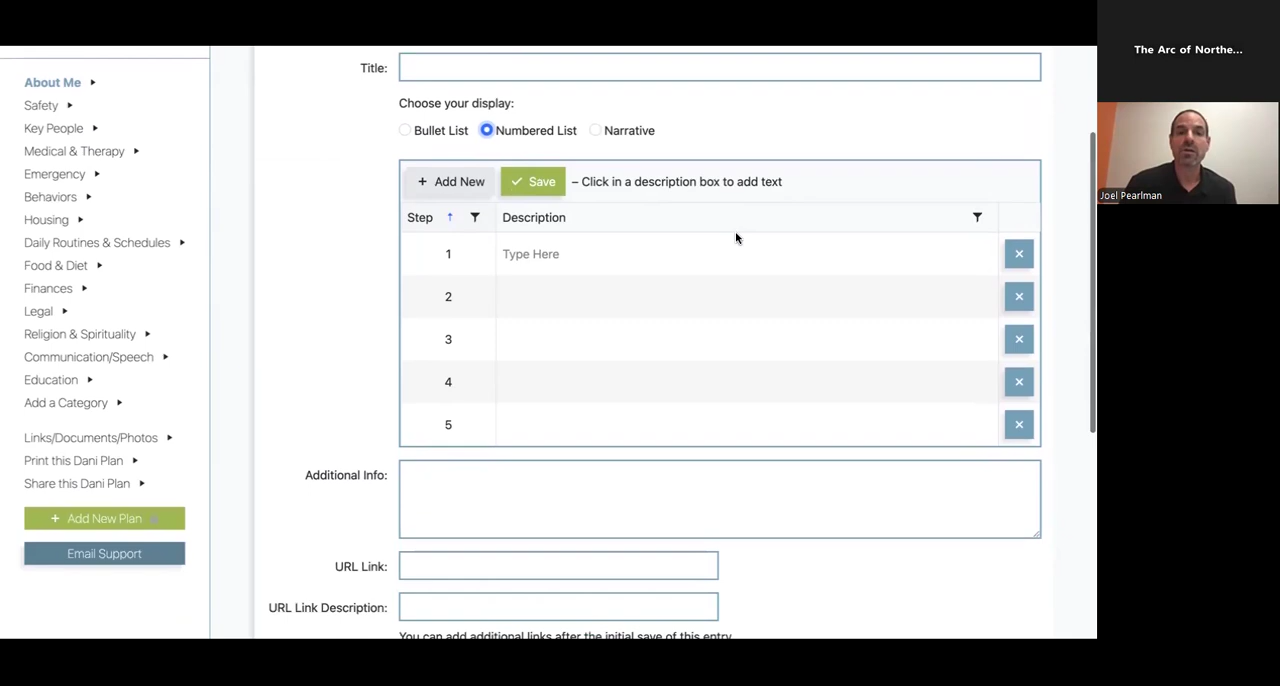 The Arc of Northe...
Joel Pearlman
About Me
Safety
Key People
Medical & Therapy
Emergency
Behaviors
Housing
Daily Routines & Schedules
Food & Diet
Finances
Legal
Religion & Spirituality
Communication/Speech
Education
Add a Category
Links/Documents/Photos
Print this Dani Plan
Share this Dani Plan
+ Add New Plan
Email Support
Title:
Choose your display:
Bullet List Numbered List Narrative
+ Add New Save – Click in a description box to add text
Step Description
1 Type Here
2
3
4
5
Additional Info:
URL Link:
URL Link Description:
You can add additional links after the initial save of this entry